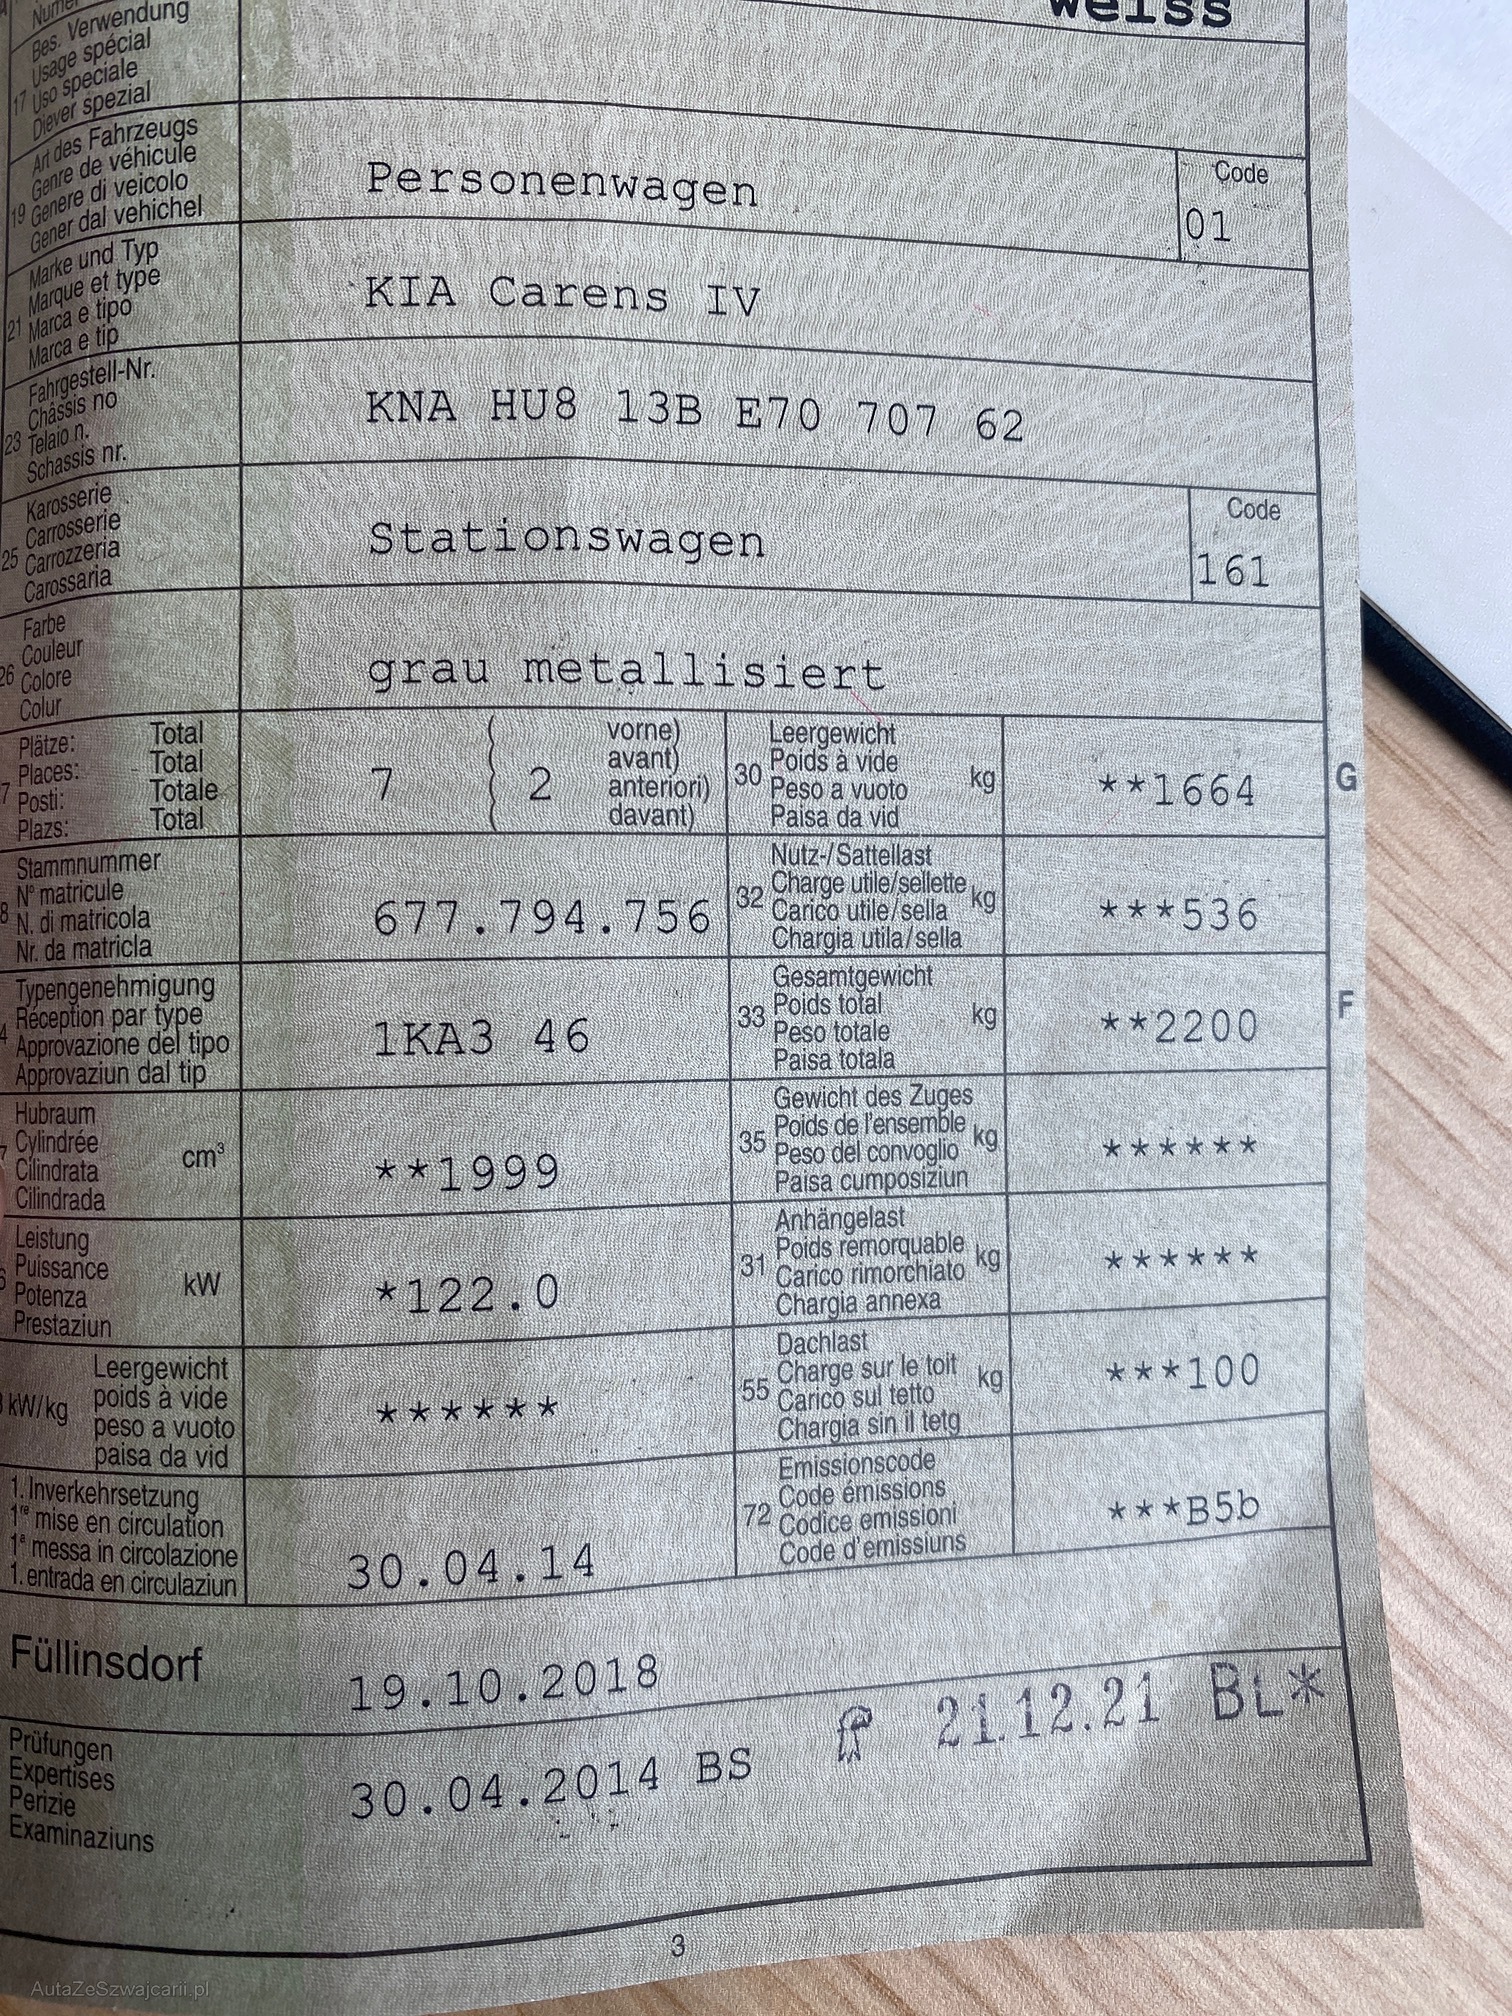 weiss
Bes. Verwendung
Usage spécial
17 Uso speciale
Diever spezial
Art des Fahrzeugs
Genre de véhicule
19 Genere di veicolo
Gener dal vehichel
Personenwagen
Code
01
Marke und Typ
Marque et type
21 Marca e tipo
Marca e tip
KIA Carens IV
Fahrgestell-Nr.
Châssis no
23 Telaio n.
Schassis nr.
KNA HU8 13B E70 707 62
Karosserie
Carrosserie
25 Carrozzeria
Carossaria
Stationswagen
Code
161
Farbe
Couleur
26 Colore
Colur
grau metallisiert
Plätze: Total
Places: Total
7 Posti: Totale
Plazs: Total
7 { 2
vorne)
avant)
anteriori)
davant)
Leergewicht
30 Poids à vide kg
Peso a vuoto
Paisa da vid
**1664
G
Stammnummer
N° matricule
8 N. di matricola
Nr. da matricla
677.794.756
Nutz-/Sattellast
32 Charge utile/sellette kg
Carico utile/sella
Chargia utila/sella
***536
Typengenehmigung
Réception par type
4 Approvazione del tipo
Approvaziun dal tip
1KA3 46
Gesamtgewicht
33 Poids total kg
Peso totale
Paisa totala
**2200
F
Hubraum
7 Cylindrée cm³
Cilindrata
Cilindrada
**1999
Gewicht des Zuges
35 Poids de l'ensemble kg
Peso del convoglio
Paisa cumposiziun
******
Leistung
6 Puissance kW
Potenza
Prestaziun
*122.0
Anhängelast
31 Poids remorquable kg
Carico rimorchiato
Chargia annexa
******
Leergewicht
kW/kg poids à vide
peso a vuoto
paisa da vid
******
Dachlast
55 Charge sur le toit kg
Carico sul tetto
Chargia sin il tetg
***100
1. Inverkehrsetzung
1re mise en circulation
1a messa in circolazione
1. entrada en circulaziun
30.04.14
Emissionscode
72 Code émissions
Codice emissioni
Code d'emissiuns
***B5b
Füllinsdorf
19.10.2018
Prüfungen
Expertises
Perizie
Examinaziuns
30.04.2014 BS
21.12.21 BL*
3
AutaZeSzwajcarii.pl